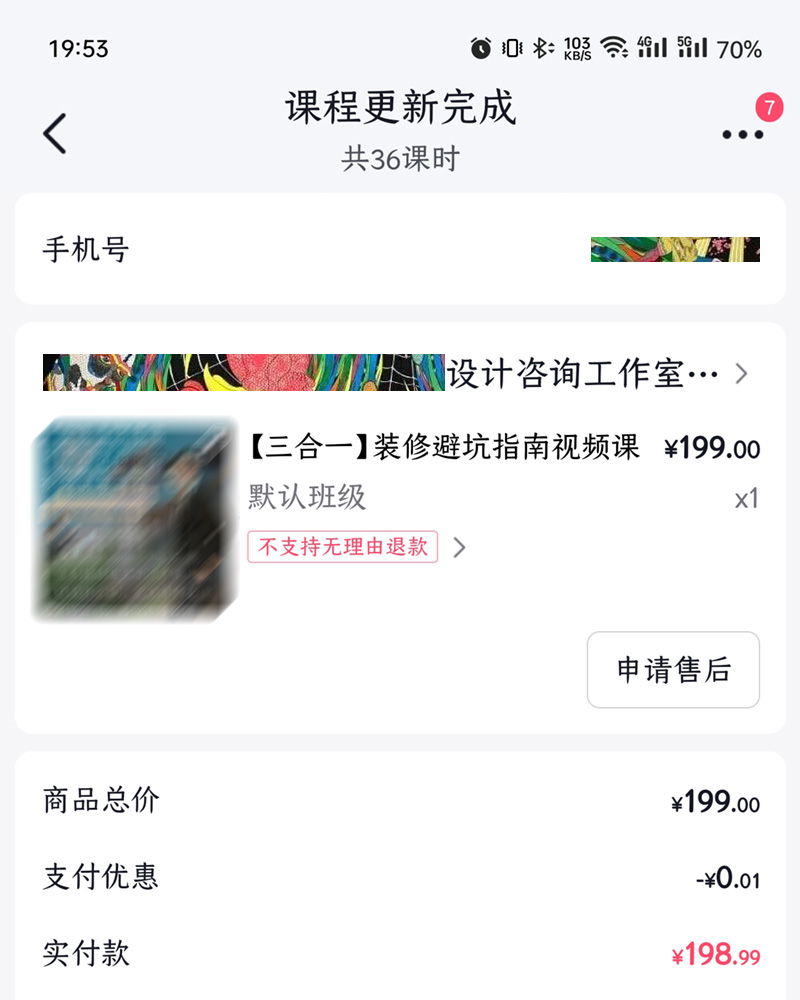 19:53 103 KB/S 4G 5G 70%
课程更新完成
7
共36课时
手机号
设计咨询工作室…
【三合一】装修避坑指南视频课 ¥199.00
默认班级 x1
不支持无理由退款
申请售后
商品总价 ¥199.00
支付优惠 -¥0.01
实付款 ¥198.99